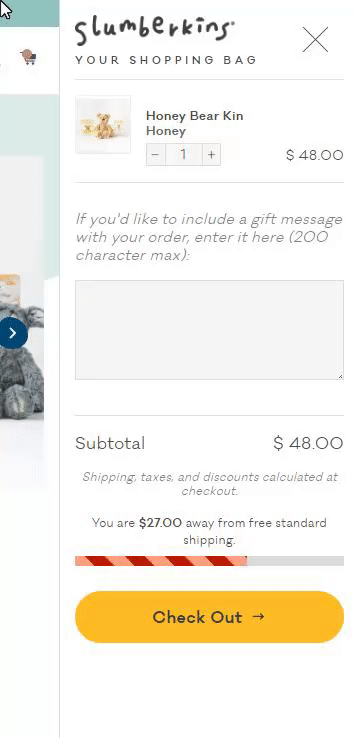 slumberkins
YOUR SHOPPING BAG
Honey Bear Kin
Honey
− 1 +
$ 48.00
If you'd like to include a gift message
with your order, enter it here (200
character max):
Subtotal
$ 48.00
Shipping, taxes, and discounts calculated at
checkout.
You are $27.00 away from free standard
shipping.
Check Out →